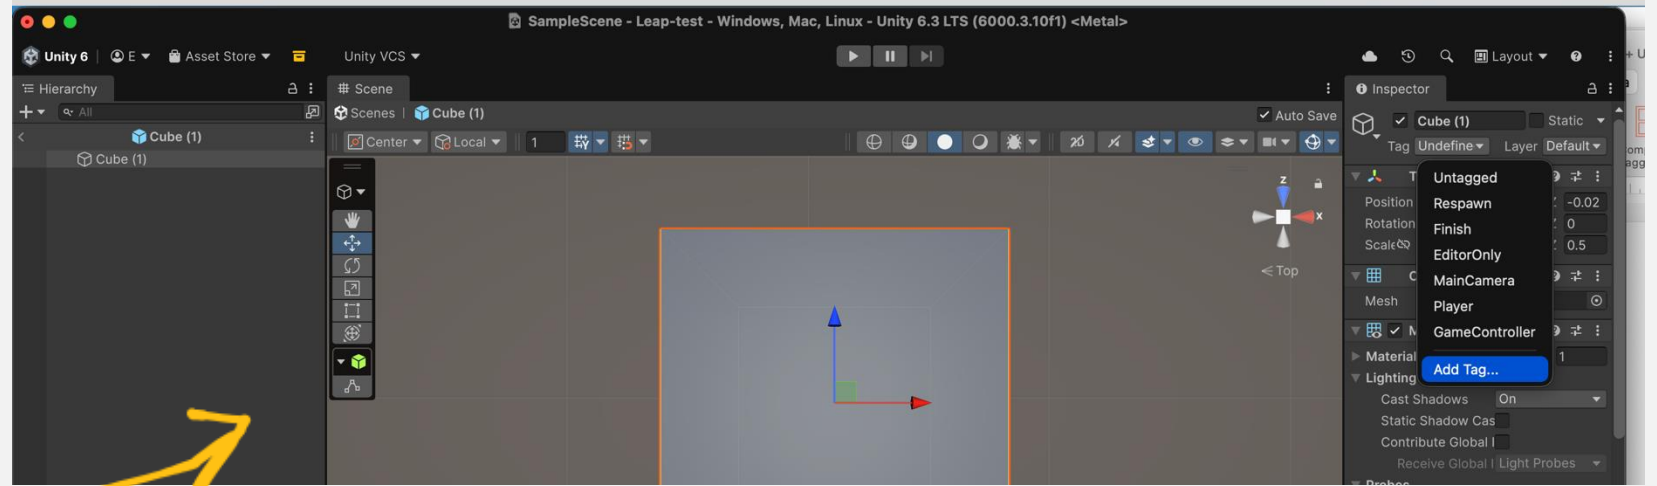 SampleScene - Leap-test - Windows, Mac, Linux - Unity 6.3 LTS (6000.3.10f1) <Metal>
Unity 6 E Asset Store Unity VCS Layout
Hierarchy
All
Cube (1)
Cube (1)
Scene
Scenes Cube (1) Auto Save
Center Local 1 2D
z
x
Top
Inspector
Cube (1) Static
Tag Undefine Layer Default
Untagged
Respawn
Finish
EditorOnly
MainCamera
Player
GameController
Add Tag...
Position -0.02
Rotation 0
Scale 0.5
Mesh
Material 1
Lighting
Cast Shadows On
Static Shadow Cas
Contribute Global I
Receive Global I Light Probes
Probes